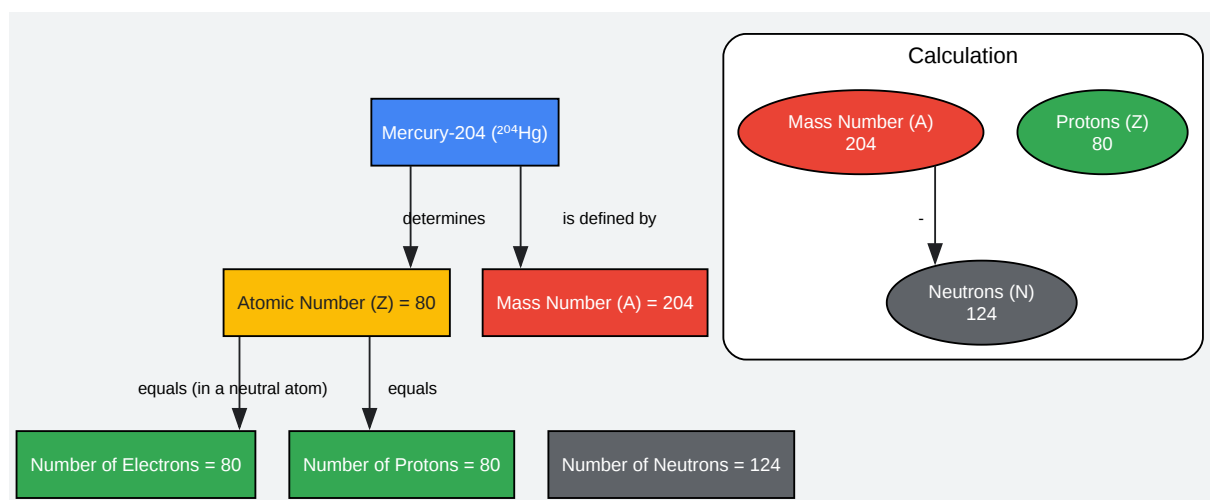 Calculation
Mercury-204 (²⁰⁴Hg)
Mass Number (A)
204
Protons (Z)
80
determines
is defined by
-
Atomic Number (Z) = 80
Mass Number (A) = 204
Neutrons (N)
124
equals (in a neutral atom)
equals
Number of Electrons = 80
Number of Protons = 80
Number of Neutrons = 124